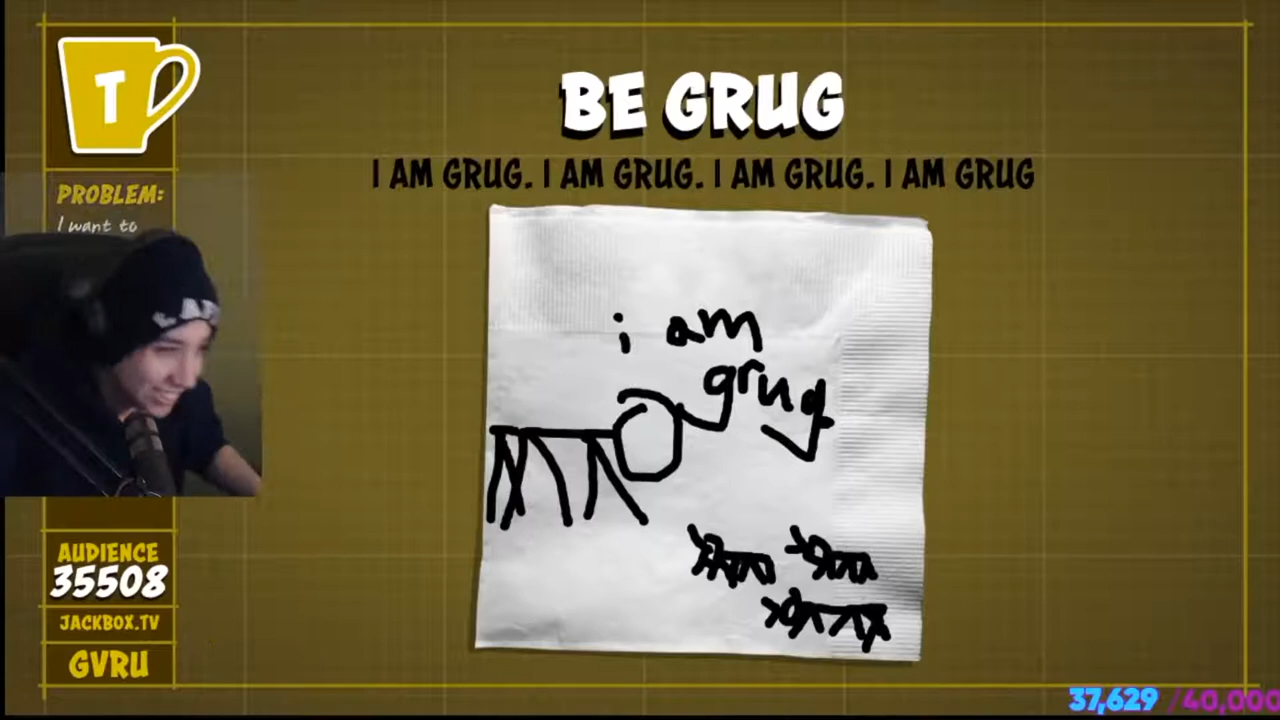 T
BE GRUG
I AM GRUG. I AM GRUG. I AM GRUG. I AM GRUG
PROBLEM:
I want to
i am
grug
AUDIENCE
35508
JACKBOX.TV
GVRU
37,629 /40,000